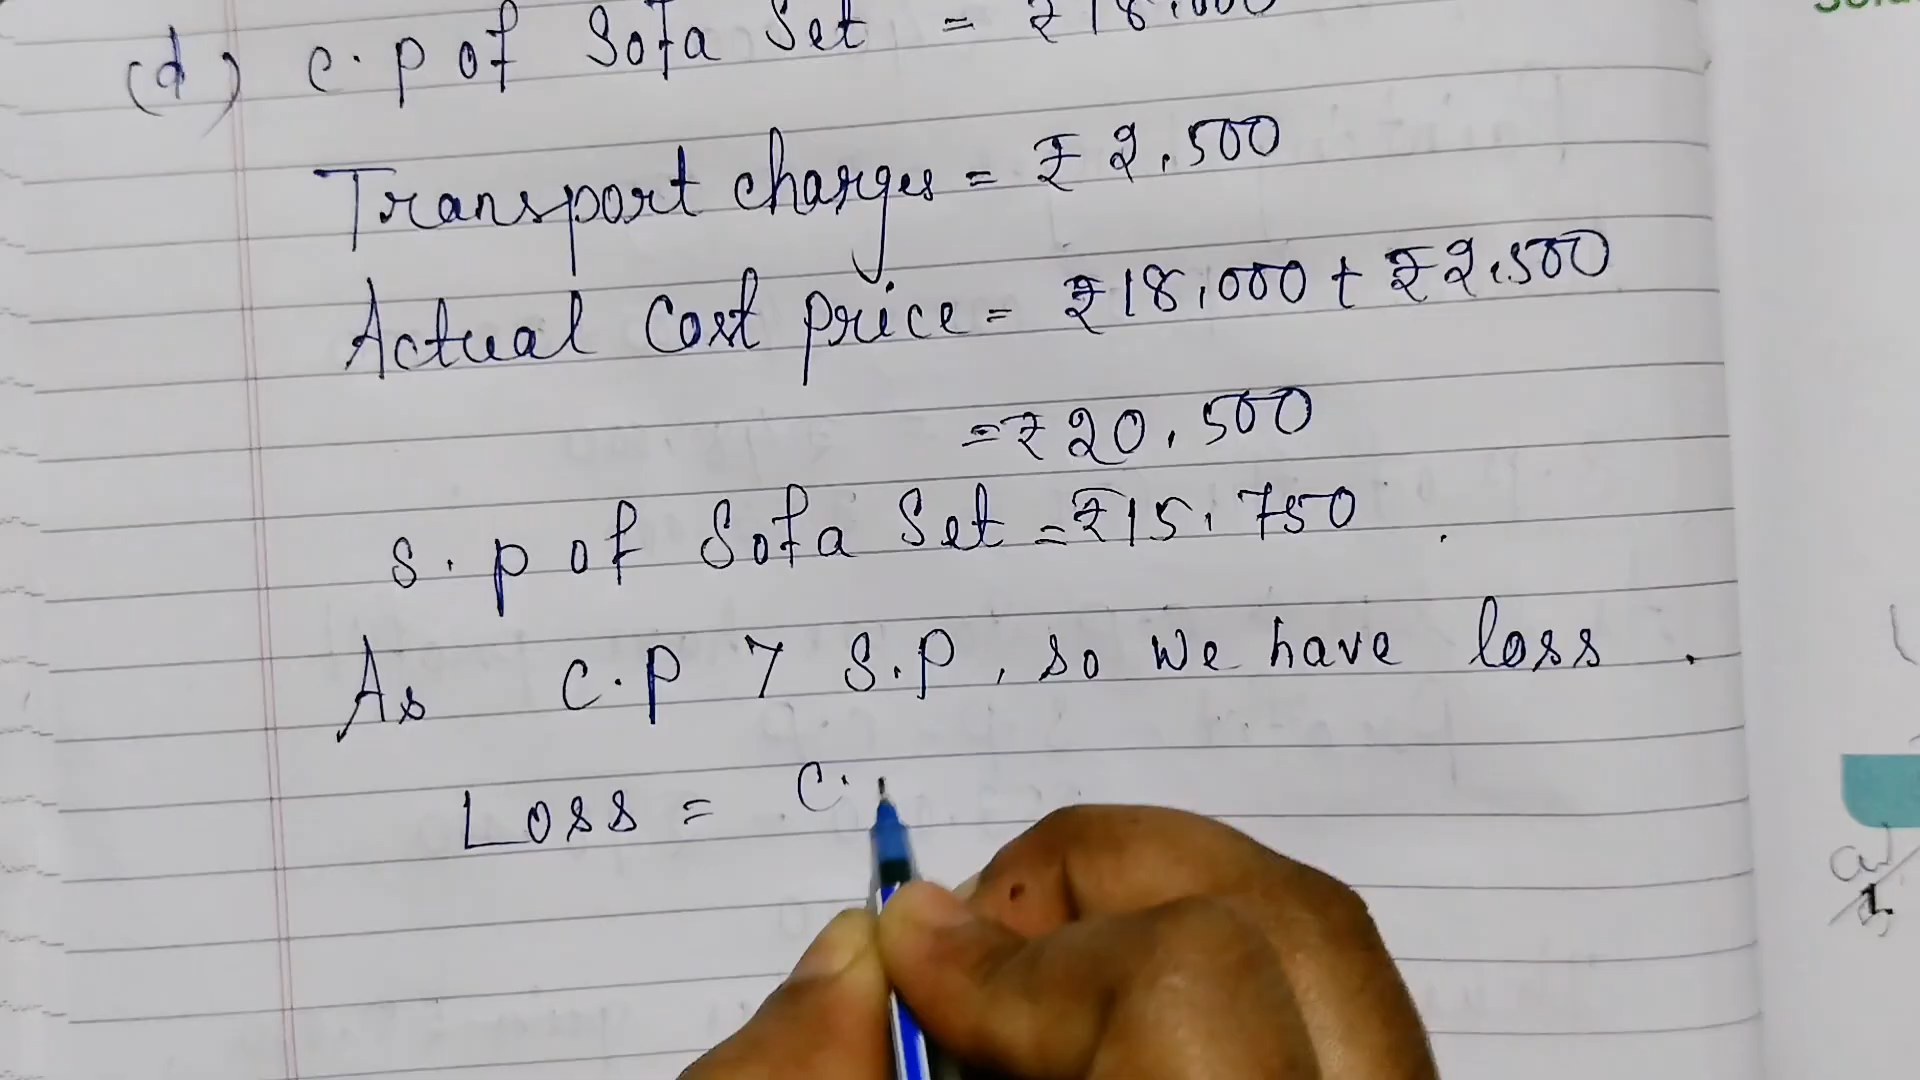 (d) C.P of Sofa Set = ₹18,000
Transport charges = ₹2,500
Actual Cost price = ₹18,000 + ₹2,500
= ₹20,500
S.P of Sofa Set = ₹15,750
As C.P > S.P, so we have loss.
Loss = C.